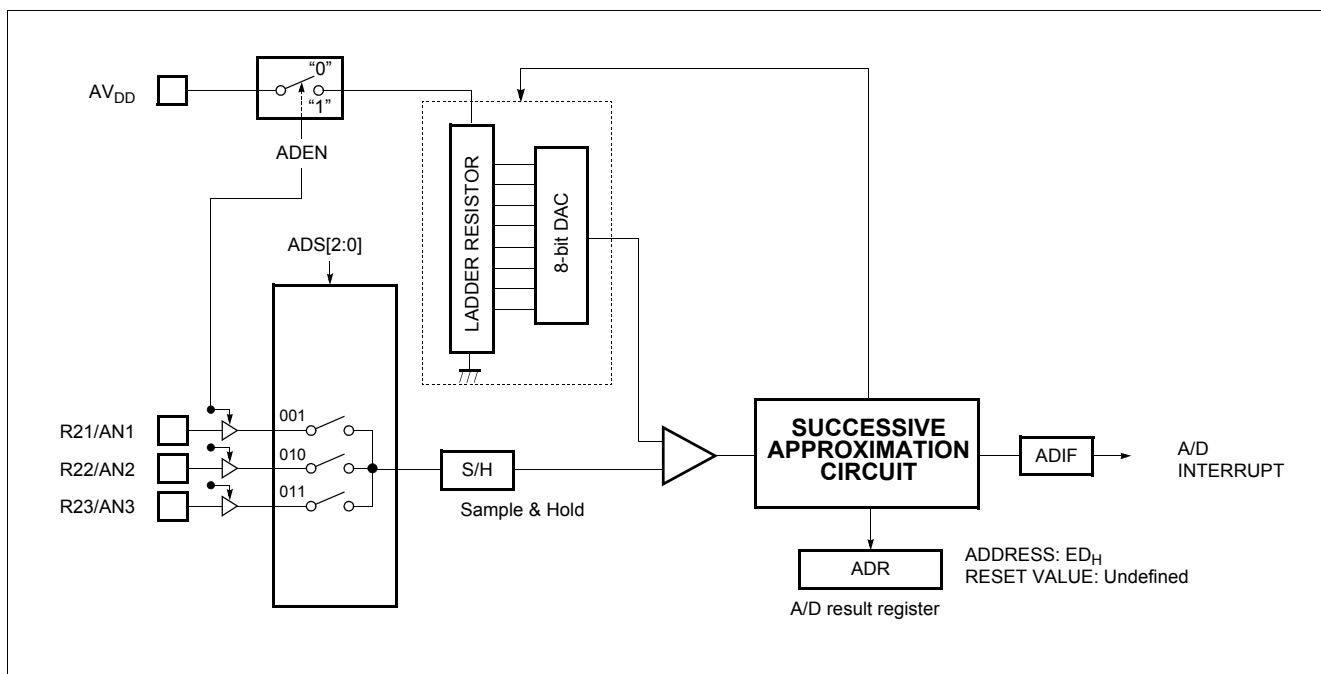 AVDD
“0”
“1”
ADEN
ADS[2:0]
LADDER RESISTOR
8-bit DAC
R21/AN1
R22/AN2
R23/AN3
001
010
011
S/H
Sample & Hold
SUCCESSIVE
APPROXIMATION
CIRCUIT
ADIF
A/D
INTERRUPT
ADR
A/D result register
ADDRESS: EDH
RESET VALUE: Undefined